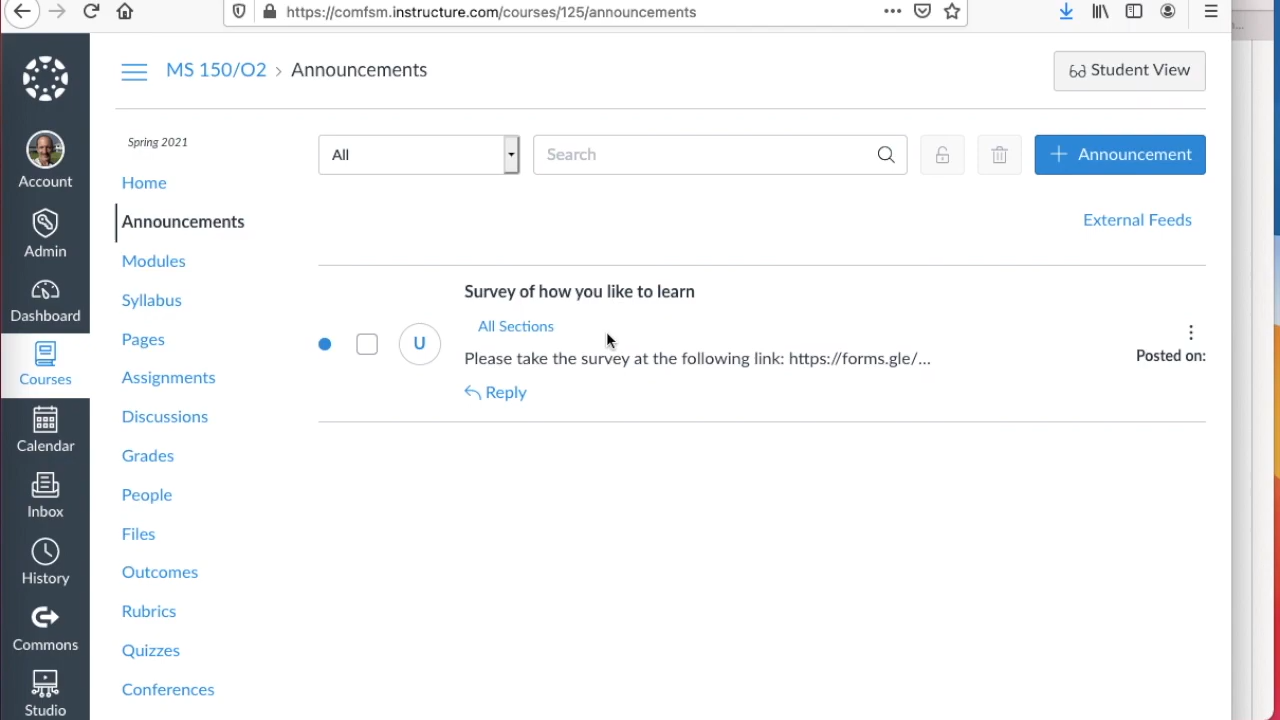 https://comfsm.instructure.com/courses/125/announcements
MS 150/O2 › Announcements
Student View
Spring 2021
All
Search
+ Announcement
External Feeds
Account
Admin
Dashboard
Courses
Calendar
Inbox
History
Commons
Studio
Home
Announcements
Modules
Syllabus
Pages
Assignments
Discussions
Grades
People
Files
Outcomes
Rubrics
Quizzes
Conferences
Survey of how you like to learn
All Sections
U
Please take the survey at the following link: https://forms.gle/...
Reply
Posted on: